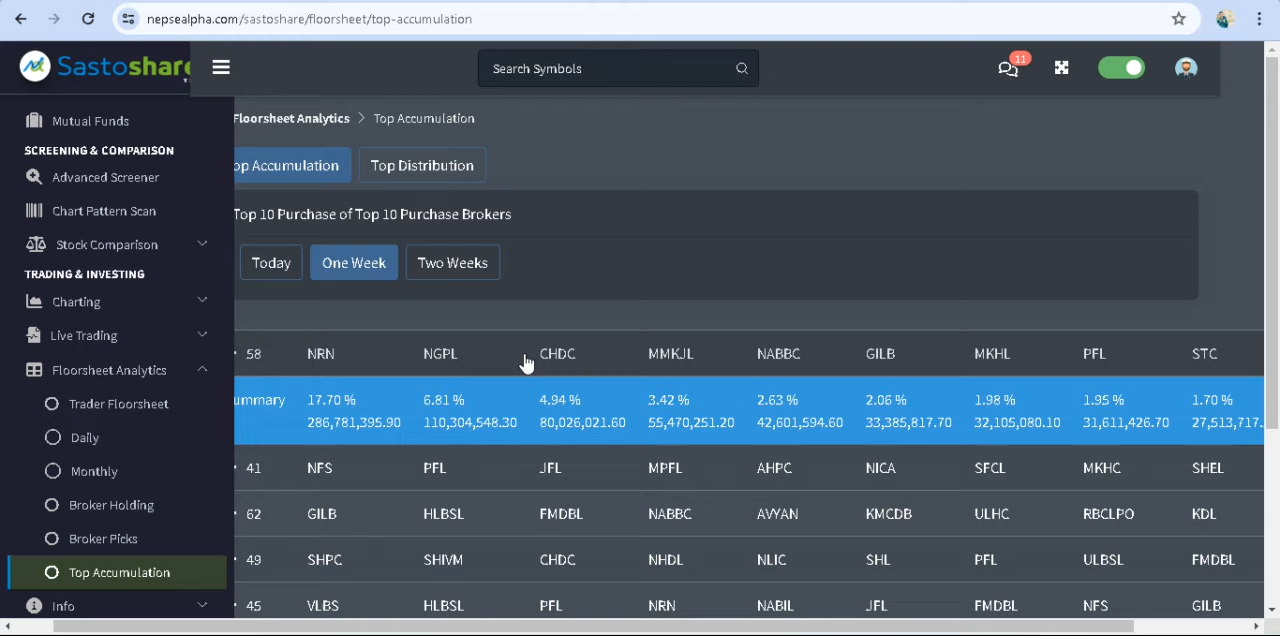 nepsealpha.com/sastoshare/floorsheet/top-accumulation
Sastoshare
Search Symbols
11
Mutual Funds
SCREENING & COMPARISON
Advanced Screener
Chart Pattern Scan
Stock Comparison
TRADING & INVESTING
Charting
Live Trading
Floorsheet Analytics
Trader Floorsheet
Daily
Monthly
Broker Holding
Broker Picks
Top Accumulation
Info
Floorsheet Analytics > Top Accumulation
op Accumulation Top Distribution
Top 10 Purchase of Top 10 Purchase Brokers
Today One Week Two Weeks
58 NRN NGPL CHDC MMKJL NABBC GILB MKHL PFL STC
ummary 17.70 % 6.81 % 4.94 % 3.42 % 2.63 % 2.06 % 1.98 % 1.95 % 1.70 %
286,781,395.90 110,304,548.30 80,026,021.60 55,470,251.20 42,601,594.60 33,385,817.70 32,105,080.10 31,611,426.70 27,513,717.
41 NFS PFL JFL MPFL AHPC NICA SFCL MKHC SHEL
62 GILB HLBSL FMDBL NABBC AVYAN KMCDB ULHC RBCLPO KDL
49 SHPC SHIVM CHDC NHDL NLIC SHL PFL ULBSL FMDBL
45 VLBS HLBSL PFL NRN NABIL JFL FMDBL NFS GILB